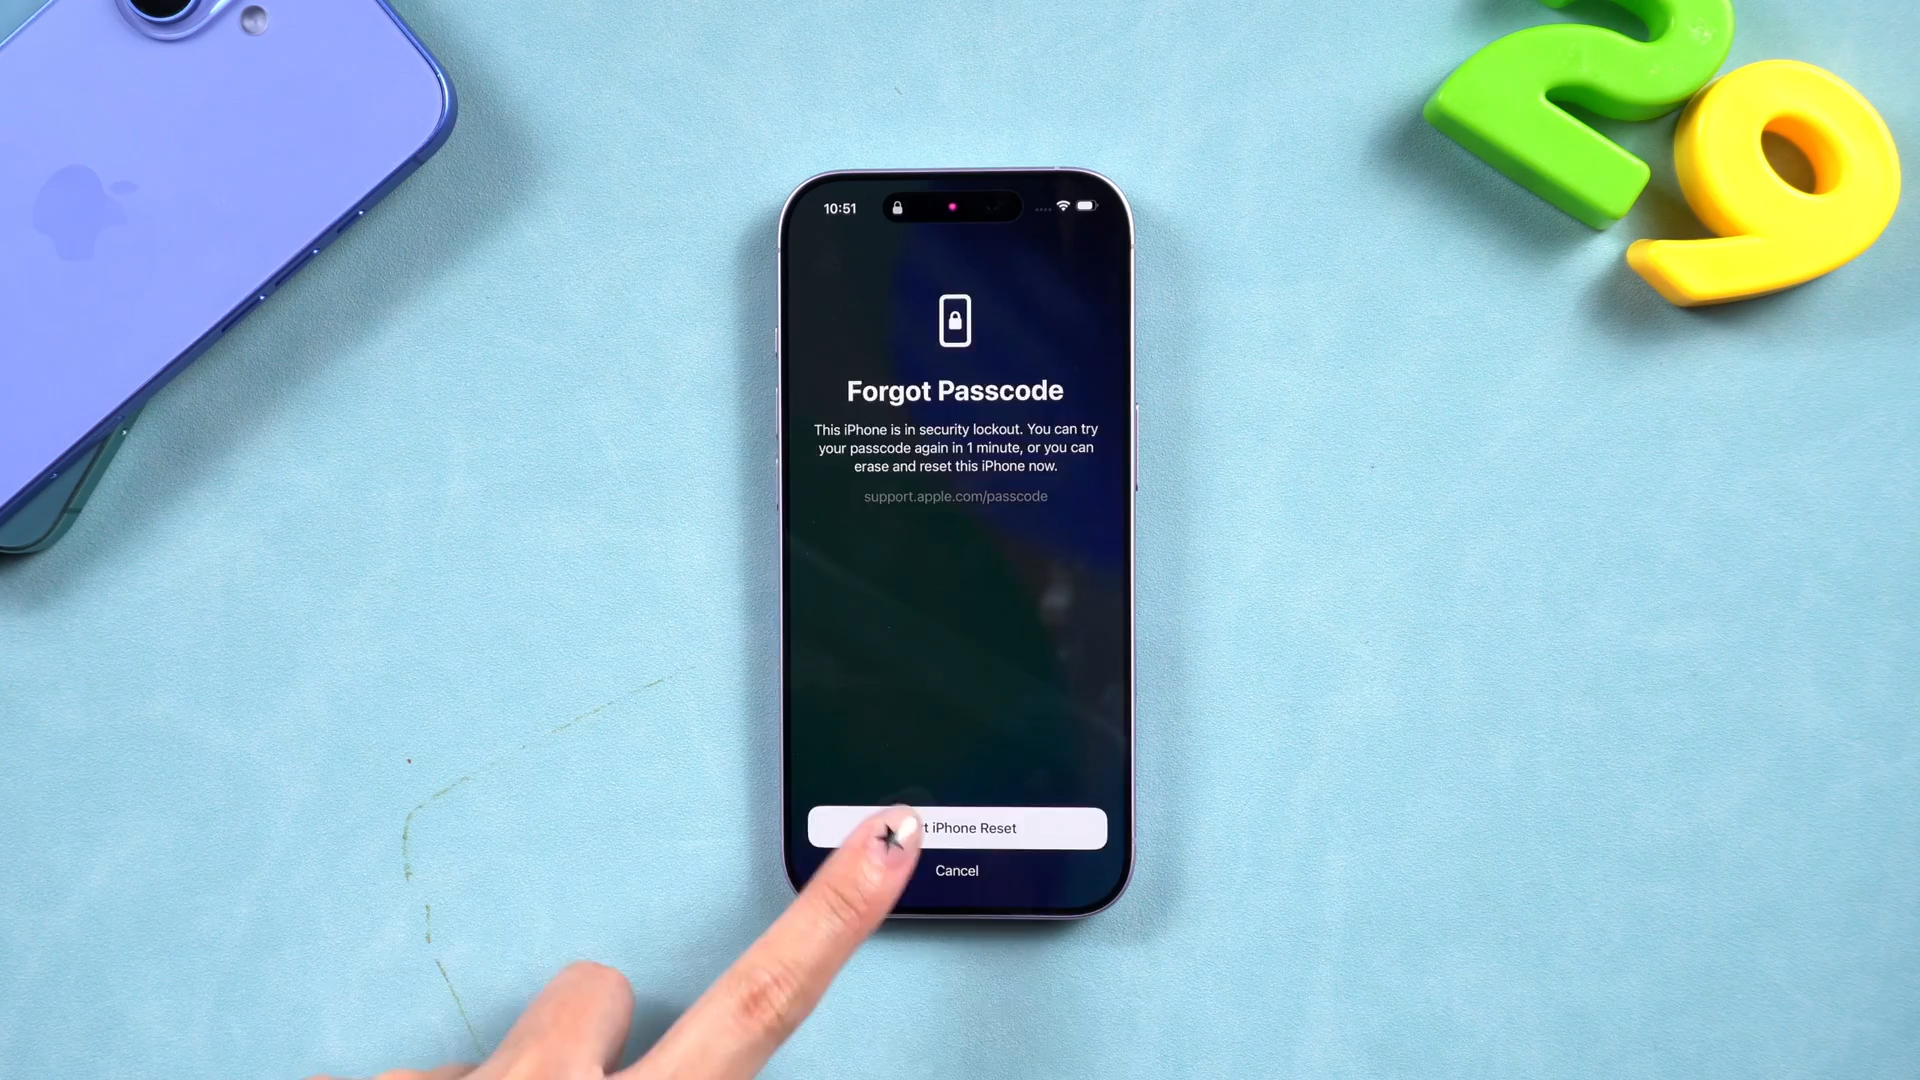 29
10:51
Forgot Passcode
This iPhone is in security lockout. You can try
your passcode again in 1 minute, or you can
erase and reset this iPhone now.
support.apple.com/passcode
iPhone Reset
Cancel